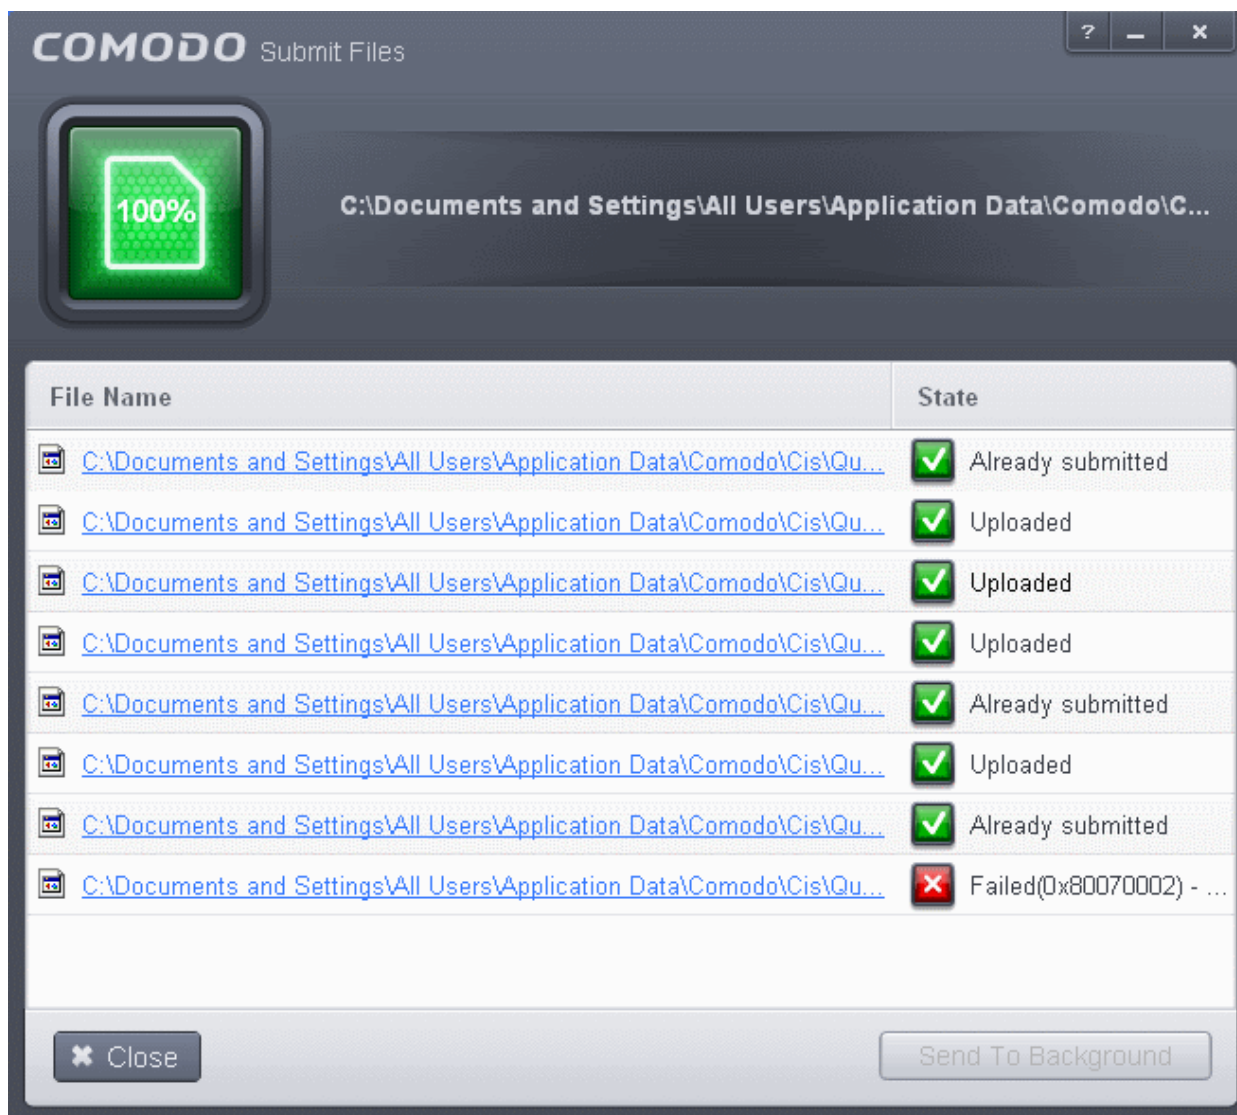 COMODO Submit Files
?
100%
C:\Documents and Settings\All Users\Application Data\Comodo\C...
File Name State
C:\Documents and Settings\All Users\Application Data\Comodo\Cis\Qu... Already submitted
C:\Documents and Settings\All Users\Application Data\Comodo\Cis\Qu... Uploaded
C:\Documents and Settings\All Users\Application Data\Comodo\Cis\Qu... Uploaded
C:\Documents and Settings\All Users\Application Data\Comodo\Cis\Qu... Uploaded
C:\Documents and Settings\All Users\Application Data\Comodo\Cis\Qu... Already submitted
C:\Documents and Settings\All Users\Application Data\Comodo\Cis\Qu... Uploaded
C:\Documents and Settings\All Users\Application Data\Comodo\Cis\Qu... Already submitted
C:\Documents and Settings\All Users\Application Data\Comodo\Cis\Qu... Failed(0x80070002) - ...
Close Send To Background